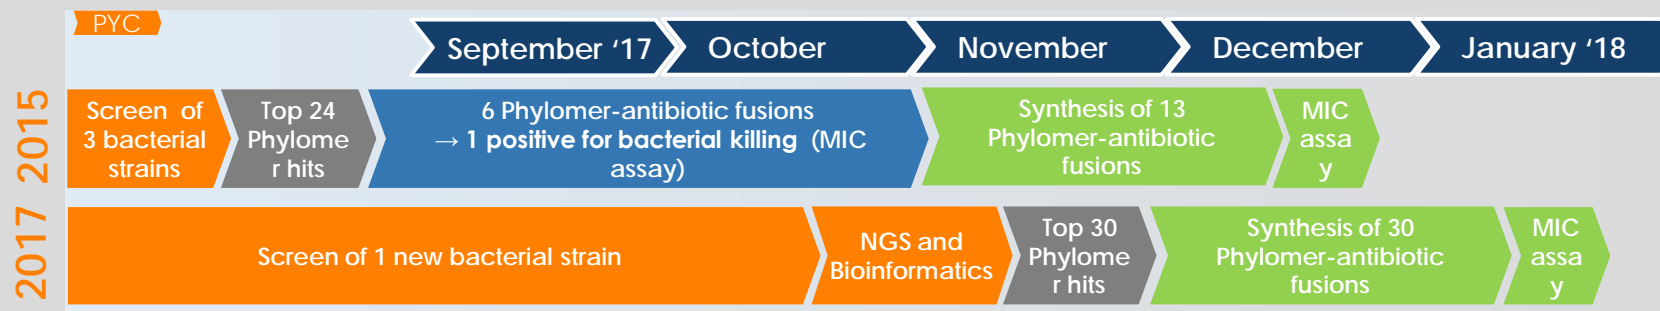 PYC
September ‘17
October
November
December
January ‘18
2015
Screen of
3 bacterial
strains
Top 24
Phylome
r hits
6 Phylomer-antibiotic fusions
→ 1 positive for bacterial killing (MIC
assay)
Synthesis of 13
Phylomer-antibiotic
fusions
MIC
assa
y
2017
Screen of 1 new bacterial strain
NGS and
Bioinformatics
Top 30
Phylome
r hits
Synthesis of 30
Phylomer-antibiotic
fusions
MIC
assa
y